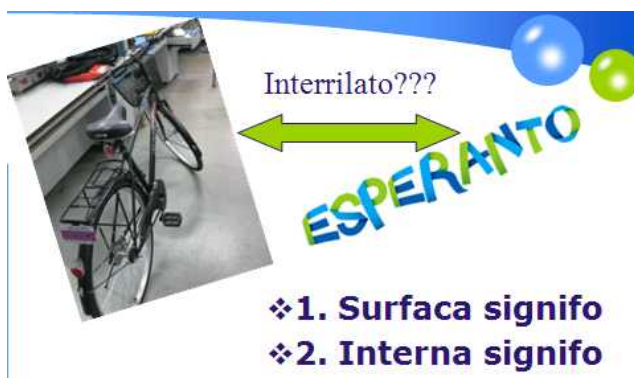 Interrilato???
ESPERANTO
❖1. Surfaca signifo
❖2. Interna signifo